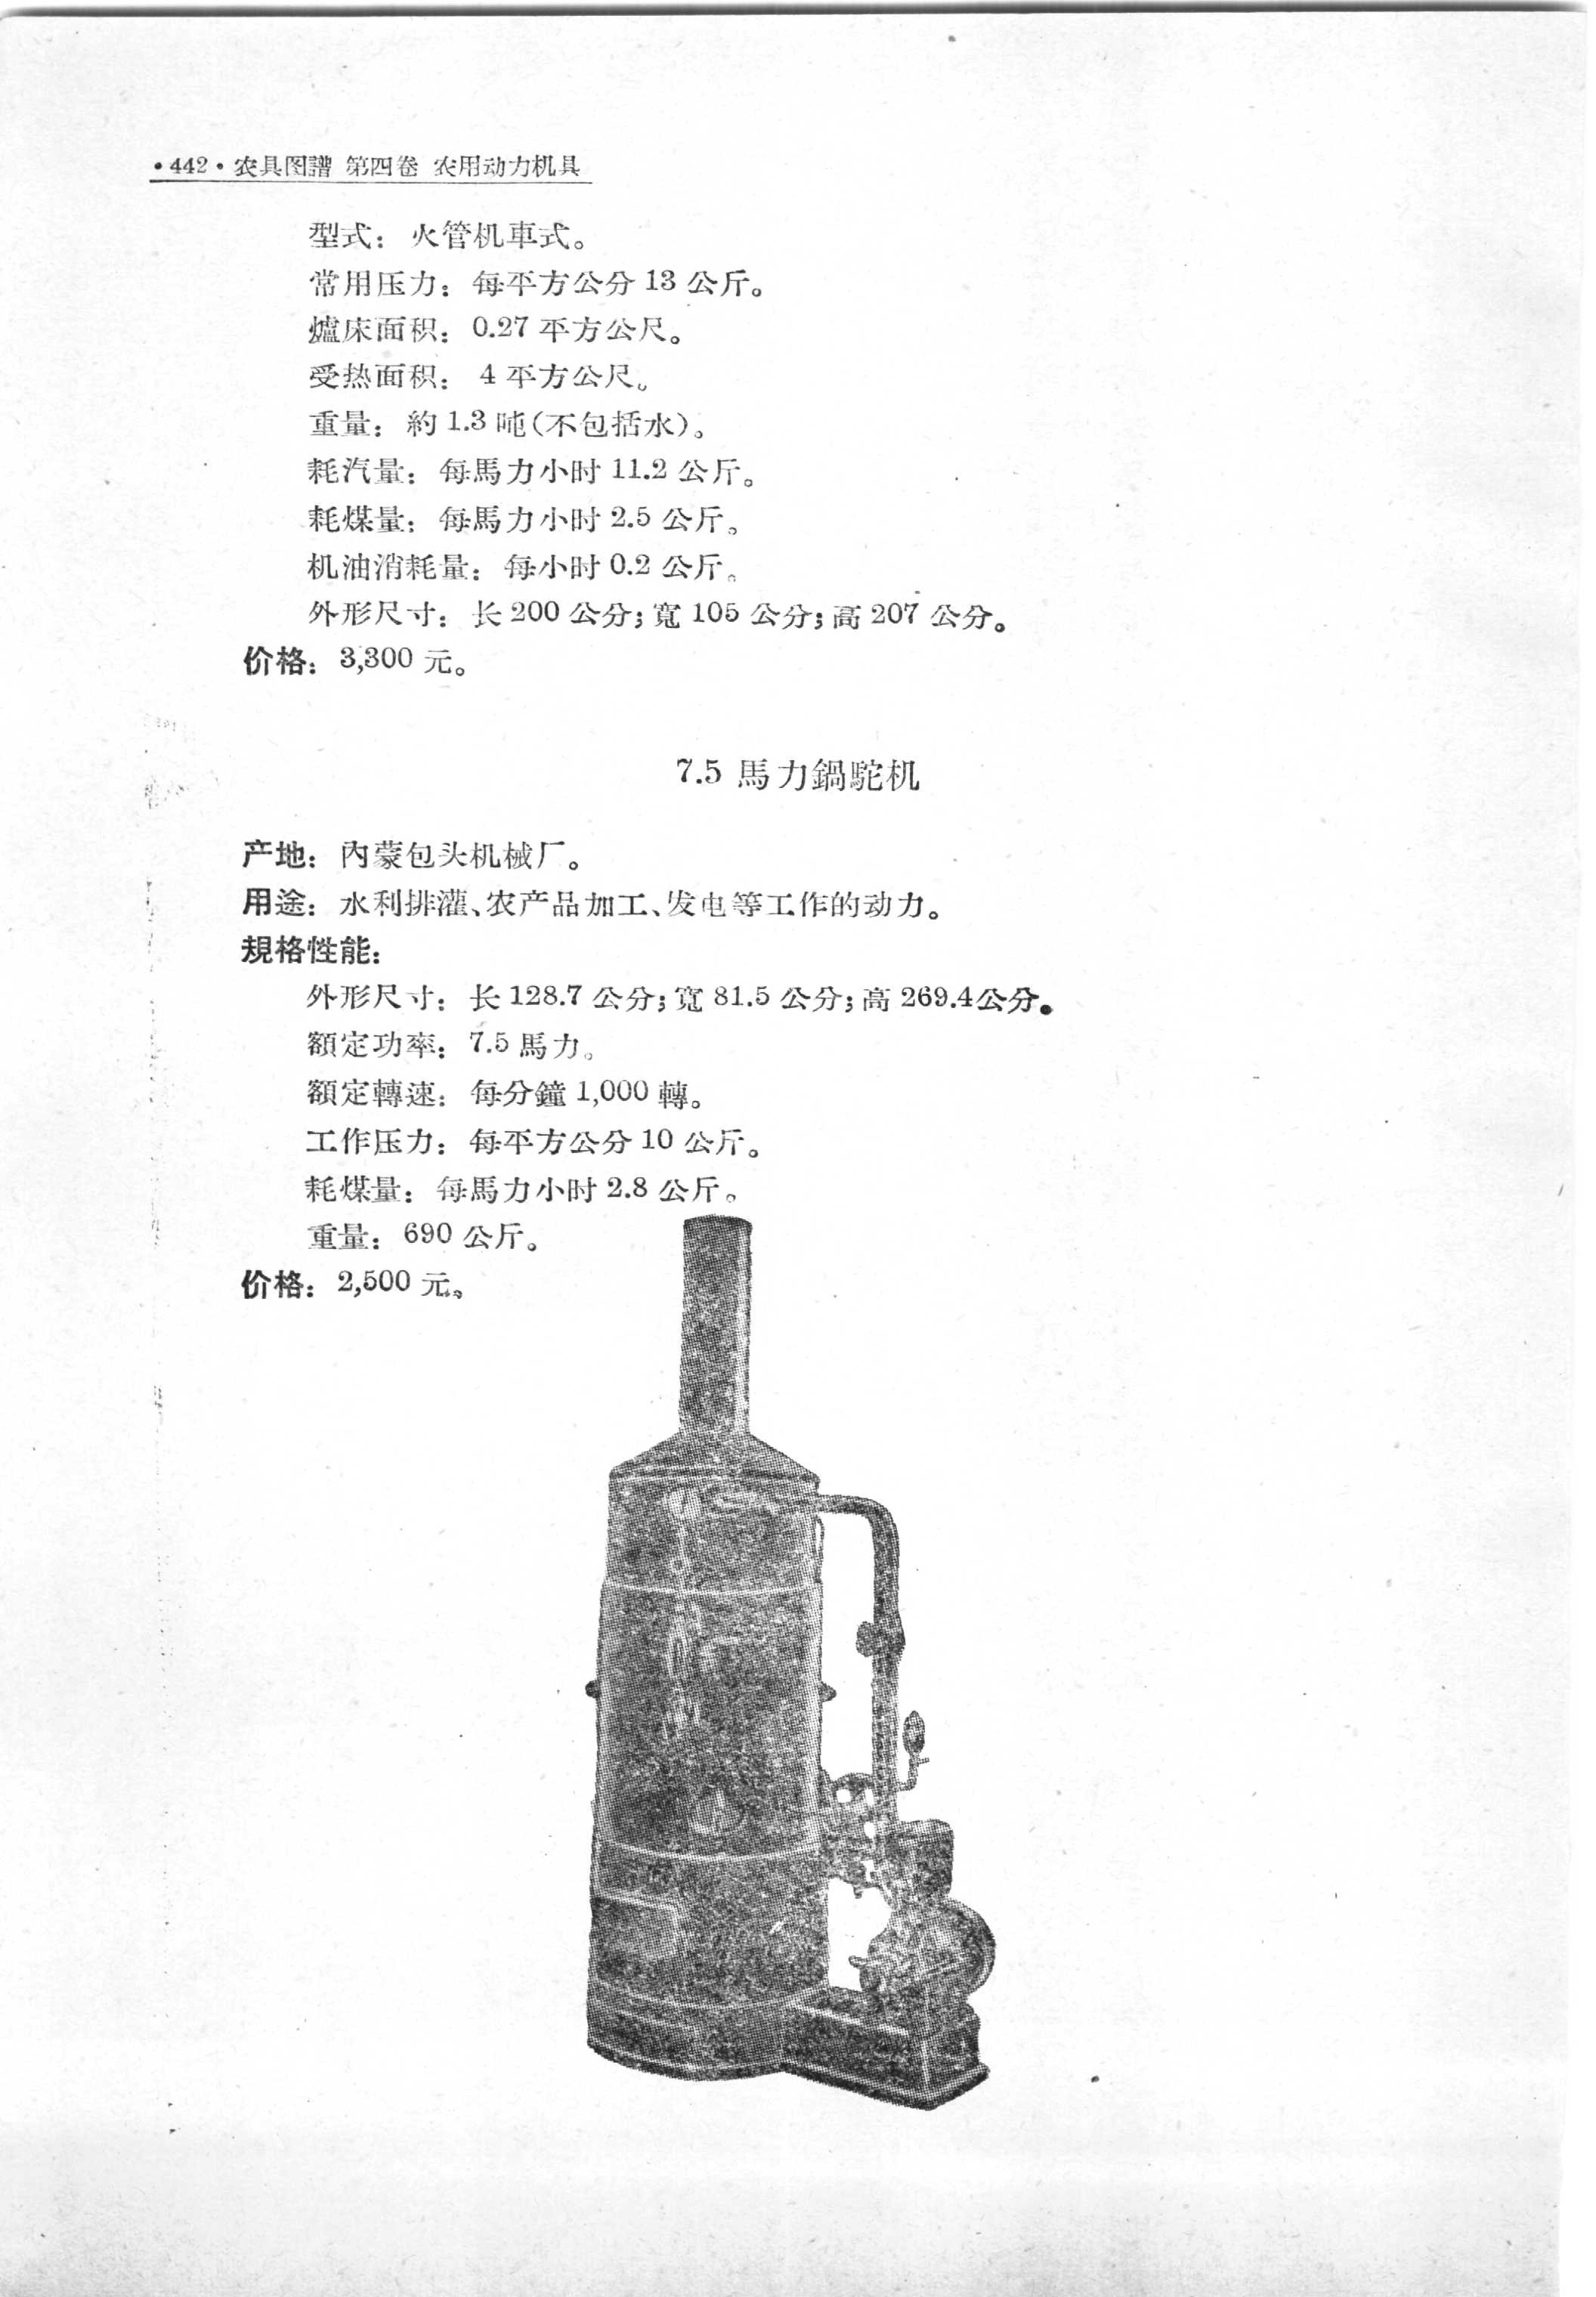 ·442·农具图譜 第四卷 农用动力机具
型式：火管机車式。
常用压力：每平方公分 13 公斤。
爐床面积：0.27 平方公尺。
受热面积：4 平方公尺。
重量：約 1.3 吨（不包括水）。
耗汽量：每馬力小时 11.2 公斤。
耗煤量：每馬力小时 2.5 公斤。
机油消耗量：每小时 0.2 公斤。
外形尺寸：长 200 公分；寬 105 公分；高 207 公分。
价格：3,300 元。
7.5 馬力鍋駝机
产地：內蒙包头机械厂。
用途：水利排灌、农产品加工、发电等工作的动力。
規格性能：
外形尺寸：长 128.7 公分；寬 81.5 公分；高 269.4公分。
額定功率：7.5 馬力。
額定轉速：每分鐘 1,000 轉。
工作压力：每平方公分 10 公斤。
耗煤量：每馬力小时 2.8 公斤。
重量：690 公斤。
价格：2,500 元。